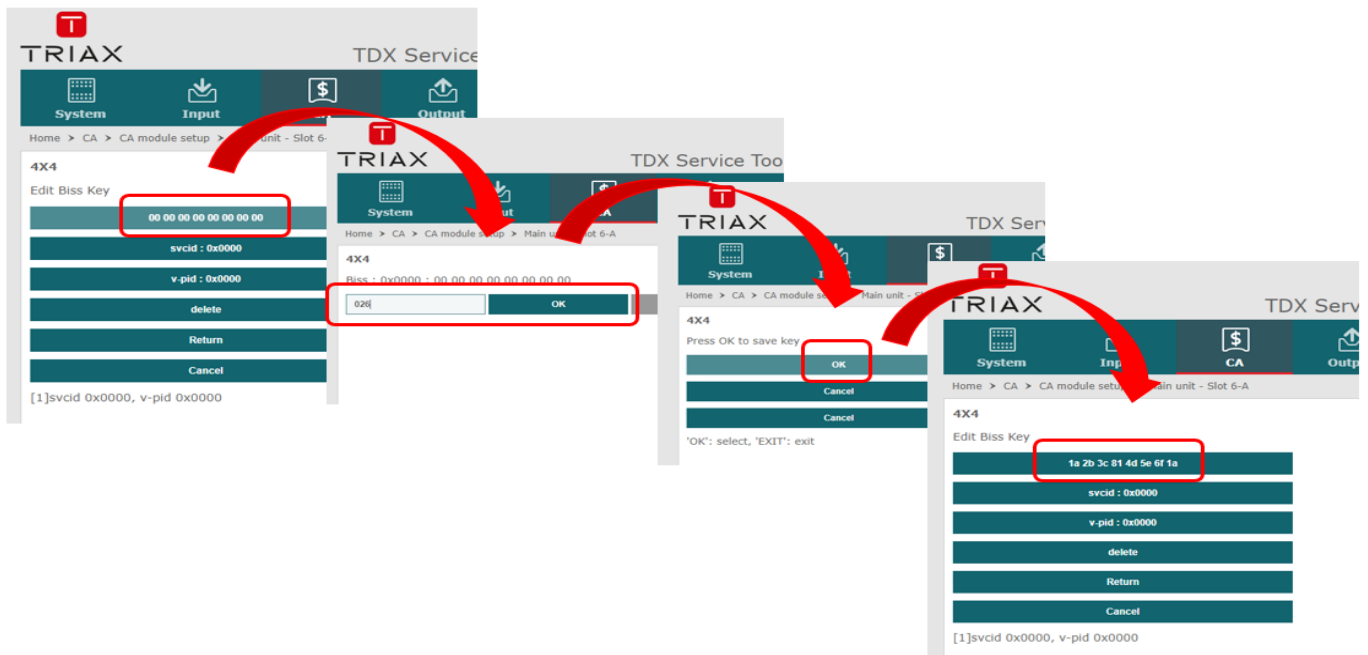 TRIAX
TDX Service
System Input Output
Home > CA > CA module setup > unit - Slot 6-
4X4
Edit Biss Key
00 00 00 00 00 00 00 00
svcid : 0x0000
v-pid : 0x0000
delete
Return
Cancel
[1]svcid 0x0000, v-pid 0x0000
TRIAX
TDX Service Too
System CA
Home > CA > CA module setup > Main 6-A
4X4
Biss : 0x0000 : 00 00 00 00 00 00 00 00
026 OK
TRIAX
TDX Ser
System
Home > CA > CA module Main unit -
4X4
Press OK to save key
OK
Cancel
Cancel
'OK': select, 'EXIT': exit
TRIAX
TDX Serv
System CA Outp
Home > CA > CA module unit - Slot 6-A
4X4
Edit Biss Key
1a 2b 3c 81 4d 5e 6f 1a
svcid : 0x0000
v-pid : 0x0000
delete
Return
Cancel
[1]svcid 0x0000, v-pid 0x0000